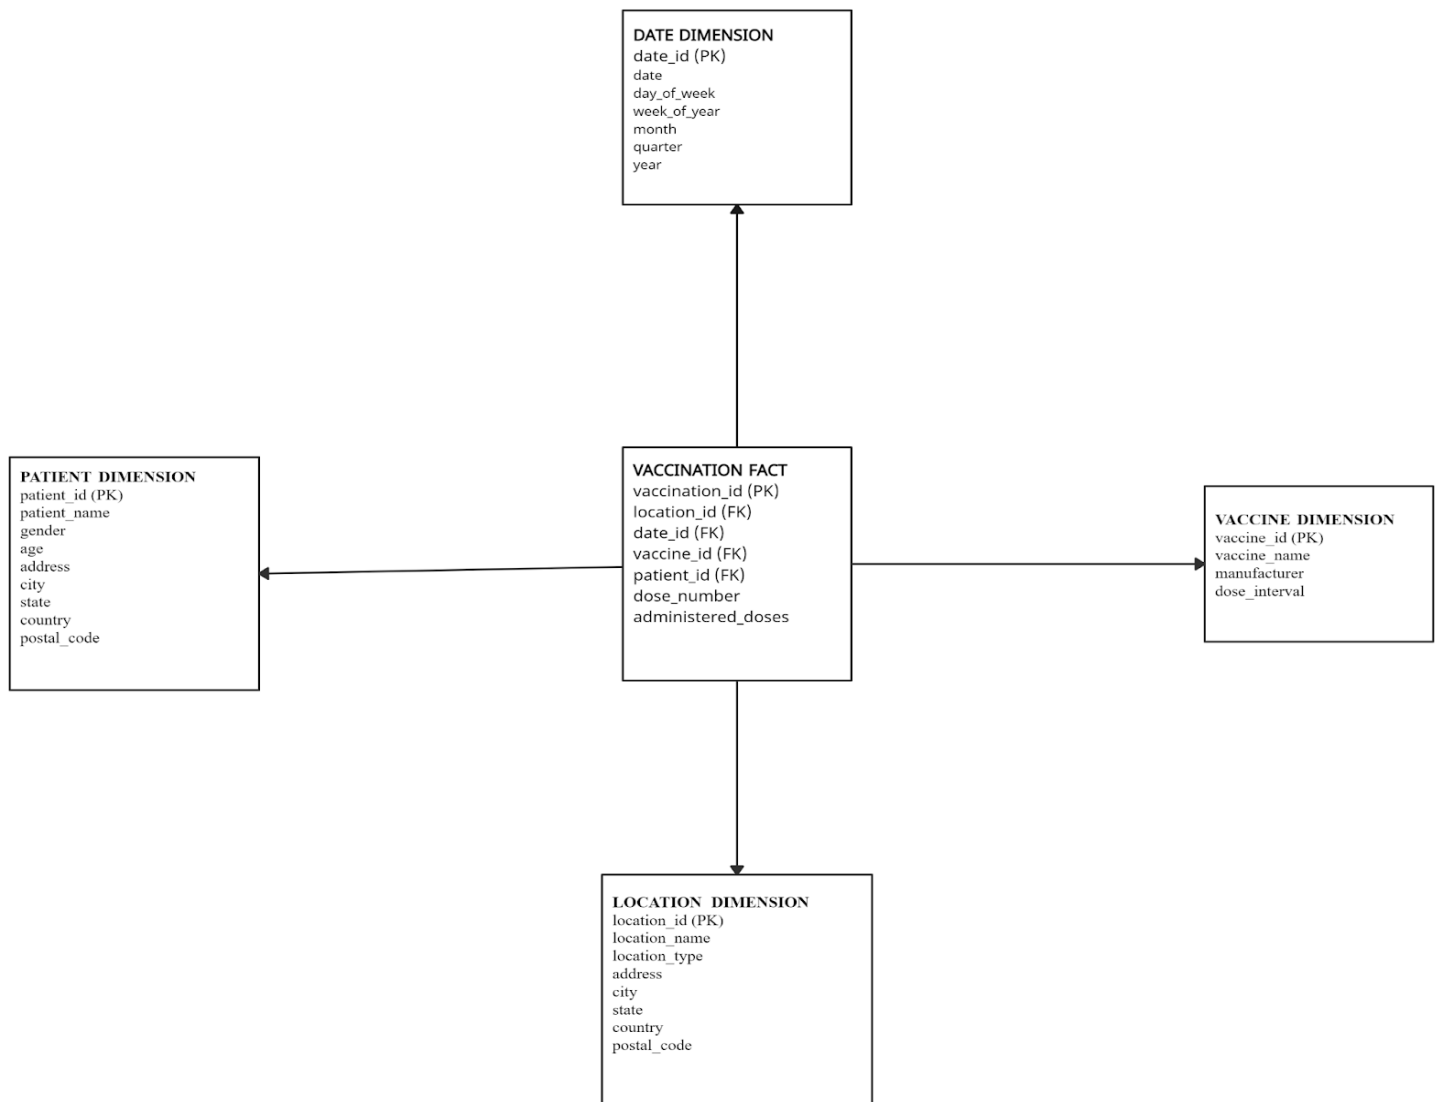 DATE DIMENSION
date_id (PK)
date
day_of_week
week_of_year
month
quarter
year
PATIENT DIMENSION
patient_id (PK)
patient_name
gender
age
address
city
state
country
postal_code
VACCINATION FACT
vaccination_id (PK)
location_id (FK)
date_id (FK)
vaccine_id (FK)
patient_id (FK)
dose_number
administered_doses
VACCINE DIMENSION
vaccine_id (PK)
vaccine_name
manufacturer
dose_interval
LOCATION DIMENSION
location_id (PK)
location_name
location_type
address
city
state
country
postal_code